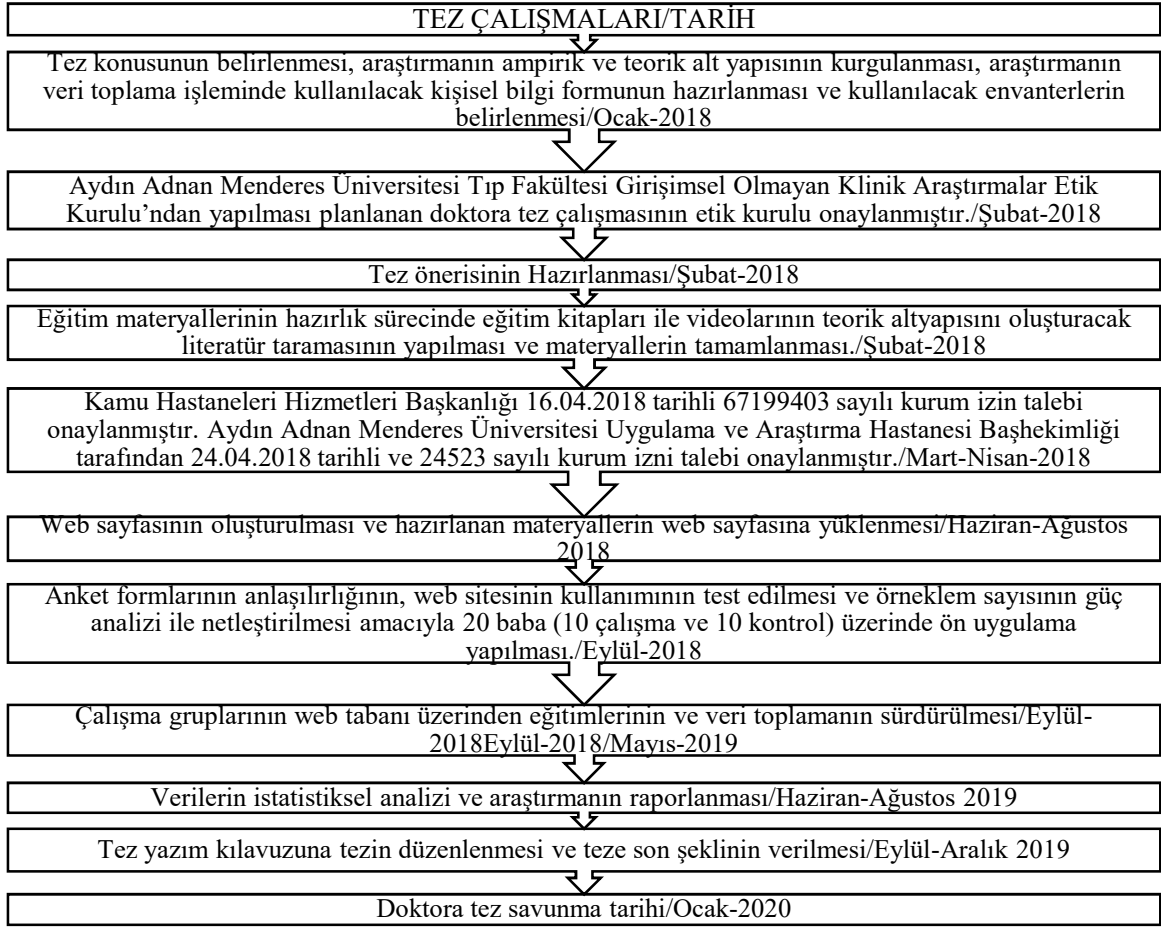 TEZ ÇALIŞMALARI/TARİH
Tez konusunun belirlenmesi, araştırmanın ampirik ve teorik alt yapısının kurgulanması, araştırmanın
veri toplama işleminde kullanılacak kişisel bilgi formunun hazırlanması ve kullanılacak envanterlerin
belirlenmesi/Ocak-2018
Aydın Adnan Menderes Üniversitesi Tıp Fakültesi Girişimsel Olmayan Klinik Araştırmalar Etik
Kurulu’ndan yapılması planlanan doktora tez çalışmasının etik kurulu onaylanmıştır./Şubat-2018
Tez önerisinin Hazırlanması/Şubat-2018
Eğitim materyallerinin hazırlık sürecinde eğitim kitapları ile videolarının teorik altyapısını oluşturacak
literatür taramasının yapılması ve materyallerin tamamlanması./Şubat-2018
Kamu Hastaneleri Hizmetleri Başkanlığı 16.04.2018 tarihli 67199403 sayılı kurum izin talebi
onaylanmıştır. Aydın Adnan Menderes Üniversitesi Uygulama ve Araştırma Hastanesi Başhekimliği
tarafından 24.04.2018 tarihli ve 24523 sayılı kurum izni talebi onaylanmıştır./Mart-Nisan-2018
Web sayfasının oluşturulması ve hazırlanan materyallerin web sayfasına yüklenmesi/Haziran-Ağustos
2018
Anket formlarının anlaşılırlığının, web sitesinin kullanımının test edilmesi ve örneklem sayısının güç
analizi ile netleştirilmesi amacıyla 20 baba (10 çalışma ve 10 kontrol) üzerinde ön uygulama
yapılması./Eylül-2018
Çalışma gruplarının web tabanı üzerinden eğitimlerinin ve veri toplamanın sürdürülmesi/Eylül-
2018Eylül-2018/Mayıs-2019
Verilerin istatistiksel analizi ve araştırmanın raporlanması/Haziran-Ağustos 2019
Tez yazım kılavuzuna tezin düzenlenmesi ve teze son şeklinin verilmesi/Eylül-Aralık 2019
Doktora tez savunma tarihi/Ocak-2020